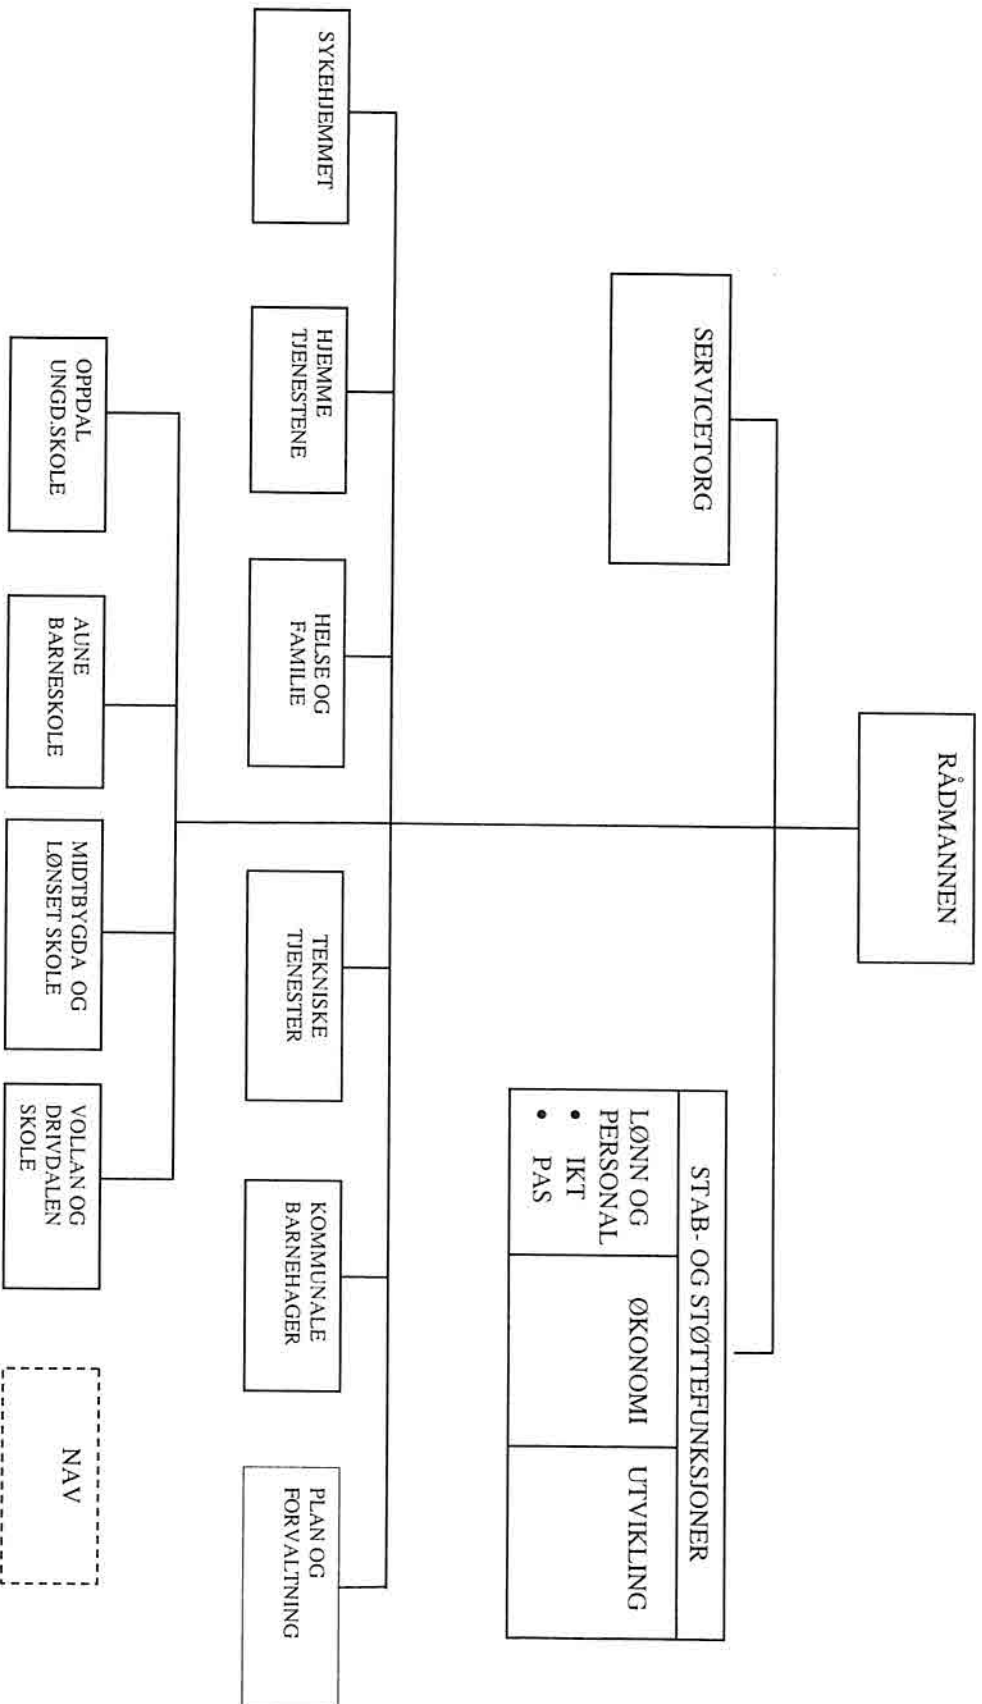 RÅDMANNEN
SERVICETORG
STAB- OG STØTTEFUNKSJONER
LØNN OG
PERSONAL
• IKT
• PAS
ØKONOMI
UTVIKLING
SYKEHJEMMET
HJEMME
TJENESTENE
HELSE OG
FAMILIE
TEKNISKE
TJENESTER
KOMMUNALE
BARNEHAGER
PLAN OG
FORVALTNING
OPPDAL
UNGD.SKOLE
AUNE
BARNESKOLE
MIDTBYGDA OG
LØNSET SKOLE
VOLLAN OG
DRIVDALEN
SKOLE
NAV